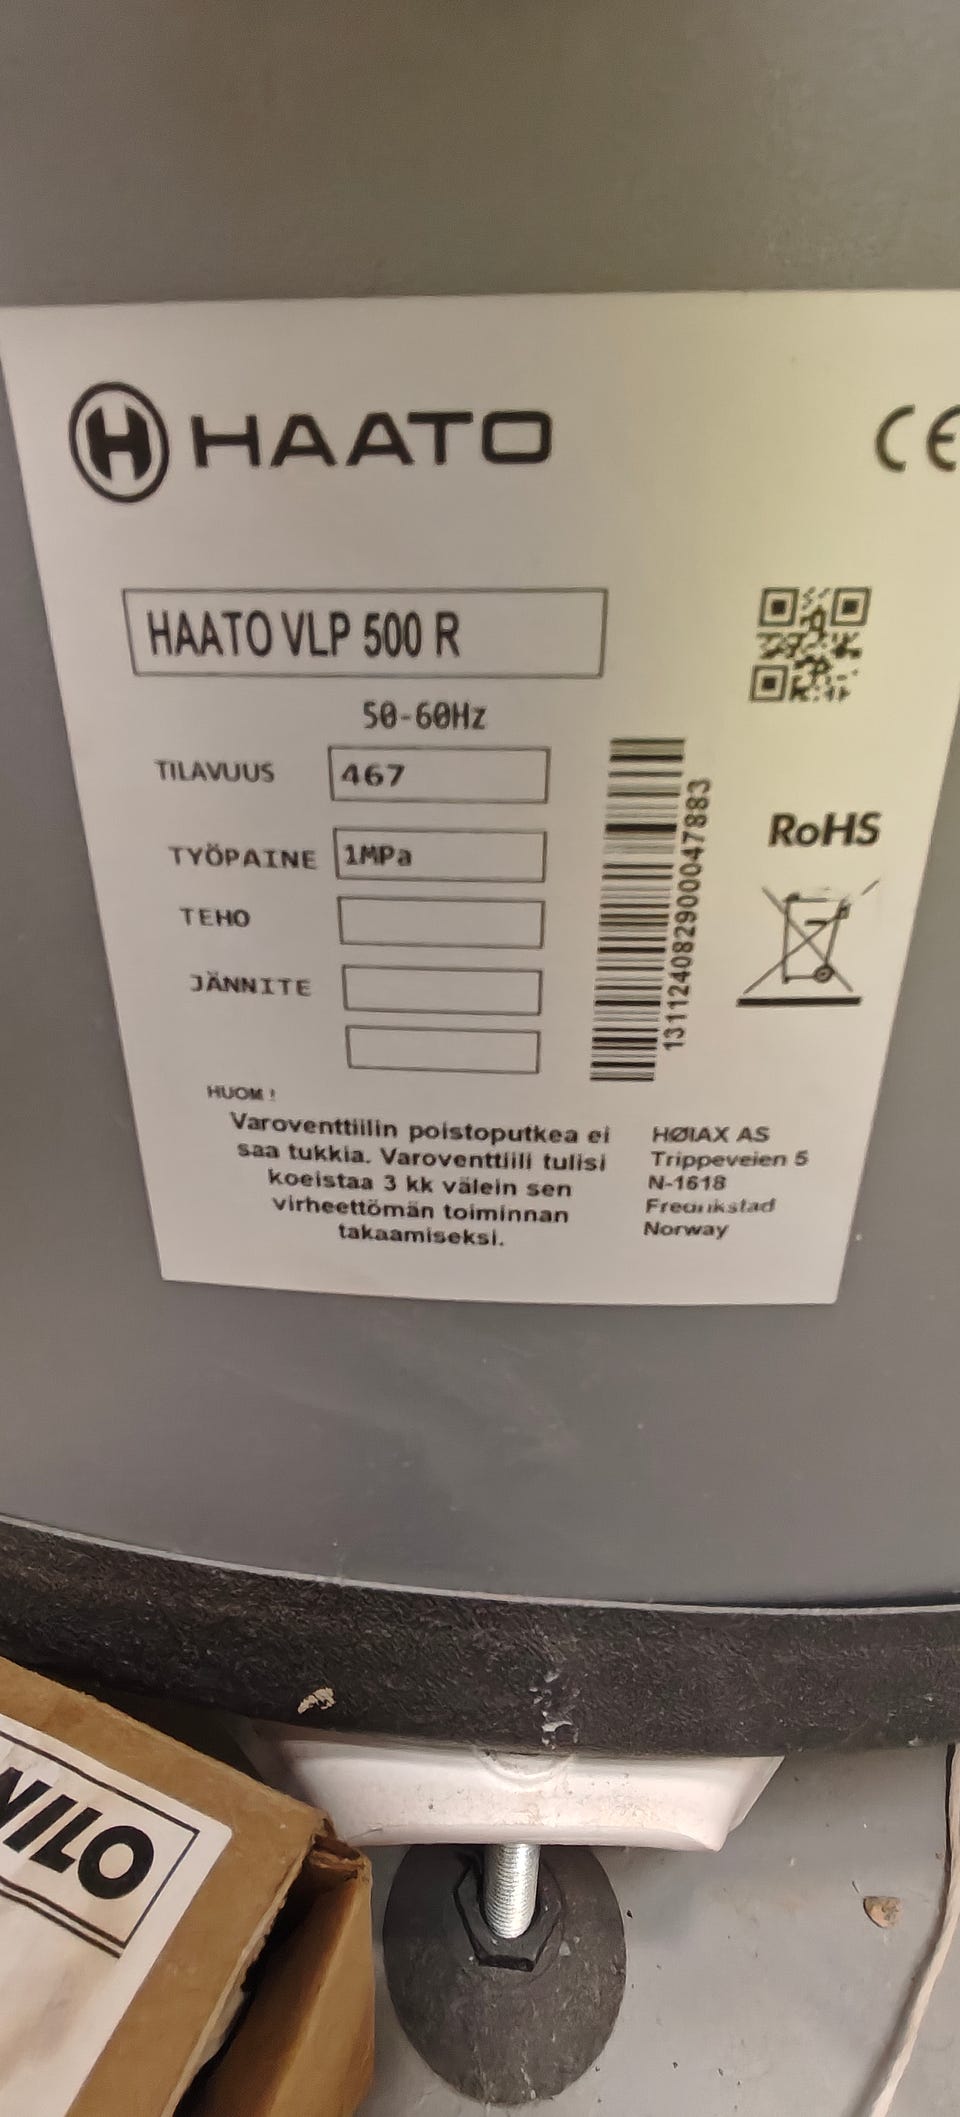 H HAATO
CE
HAATO VLP 500 R
50-60Hz
TILAVUUS 467
TYÖPAINE 1MPa
TEHO
JÄNNITE
13112408290000047883
RoHS
HUOM !
Varoventtiilin poistoputkea ei
saa tukkia. Varoventtiili tulisi
koeistaa 3 kk välein sen
virheettömän toiminnan
takaamiseksi.
HØIAX AS
Trippeveien 5
N-1618
Fredrikstad
Norway
WILO